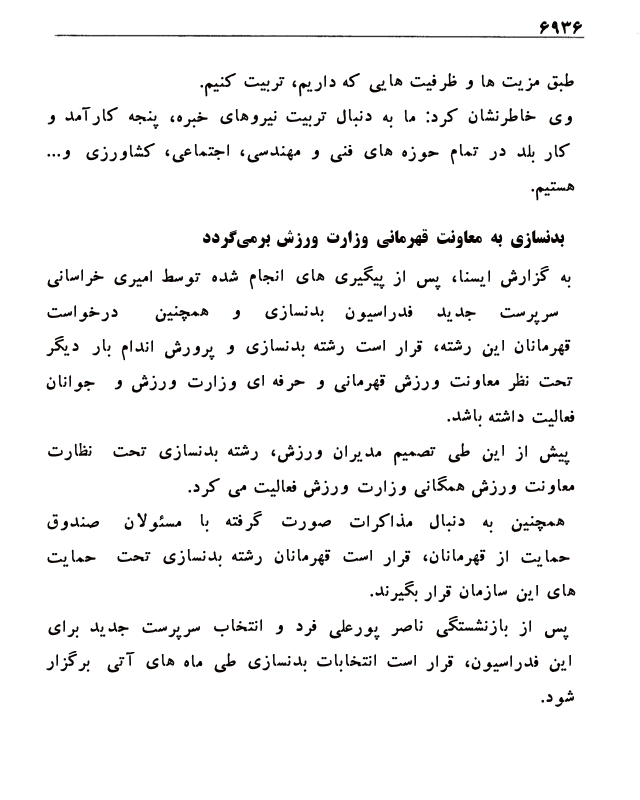 ۶۹۳۶
طبق مزیت ها و ظرفیت هایی که داریم، تربیت کنیم.
وی خاطرنشان کرد: ما به دنبال تربیت نیروهای خبره، پنجه کارآمد و
کار بلد در تمام حوزه های فنی و مهندسی، اجتماعی، کشاورزی و...
هستیم.
بدنسازی به معاونت قهرمانی وزارت ورزش برمی‌گردد
به گزارش ایسنا، پس از پیگیری های انجام شده توسط امیری خراسانی
سرپرست جدید فدراسیون بدنسازی و همچنین درخواست
قهرمانان این رشته، قرار است رشته بدنسازی و پرورش اندام بار دیگر
تحت نظر معاونت ورزش قهرمانی و حرفه ای وزارت ورزش و جوانان
فعالیت داشته باشد.
پیش از این طی تصمیم مدیران ورزش، رشته بدنسازی تحت نظارت
معاونت ورزش همگانی وزارت ورزش فعالیت می کرد.
همچنین به دنبال مذاکرات صورت گرفته با مسئولان صندوق
حمایت از قهرمانان، قرار است قهرمانان رشته بدنسازی تحت حمایت
های این سازمان قرار بگیرند.
پس از بازنشستگی ناصر پورعلی فرد و انتخاب سرپرست جدید برای
این فدراسیون، قرار است انتخابات بدنسازی طی ماه های آتی برگزار
شود.